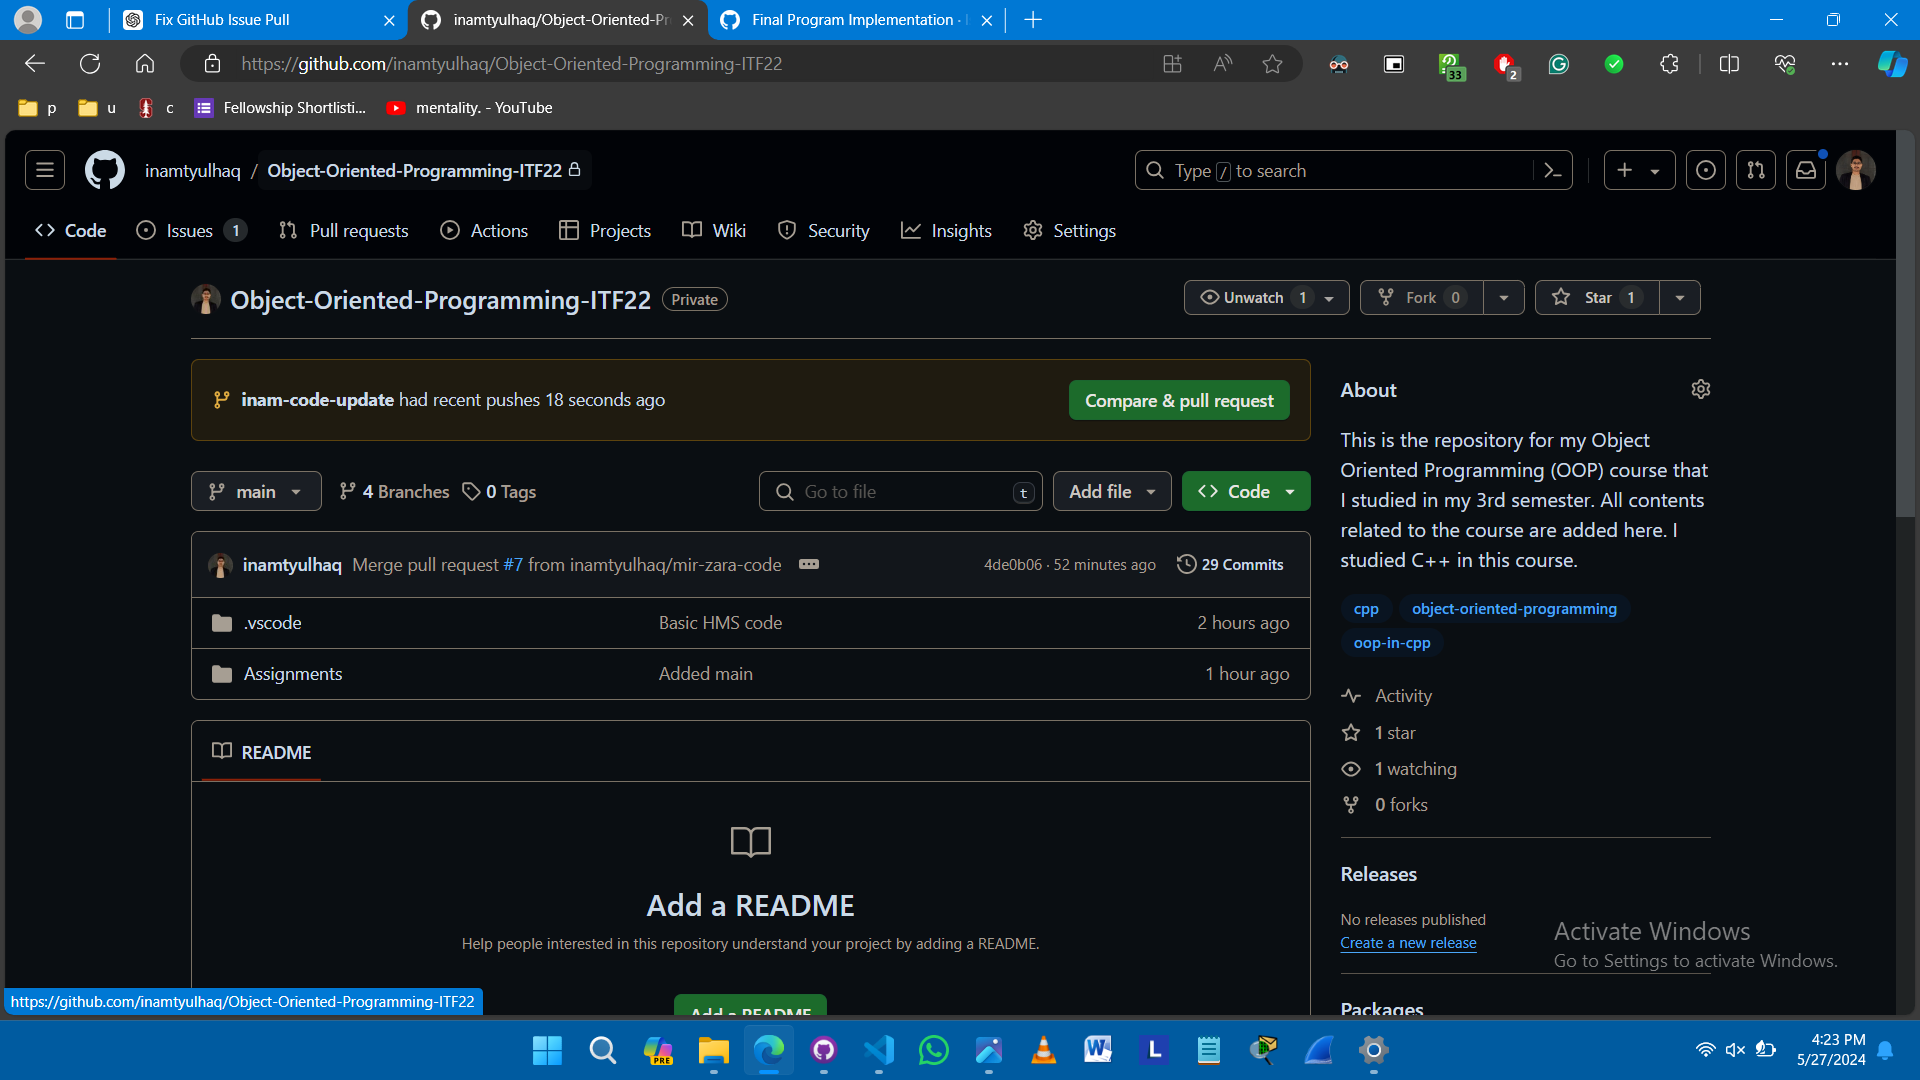 Fix GitHub Issue Pull
inamtyulhaq/Object-Oriented-Pr
Final Program Implementation ·
https://github.com/inamtyulhaq/Object-Oriented-Programming-ITF22
33
2
p
u
c
Fellowship Shortlisti...
mentality. - YouTube
inamtyulhaq / Object-Oriented-Programming-ITF22
Type / to search
Code
Issues 1
Pull requests
Actions
Projects
Wiki
Security
Insights
Settings
Object-Oriented-Programming-ITF22 Private
Unwatch 1
Fork 0
Star 1
inam-code-update had recent pushes 18 seconds ago
Compare & pull request
main
4 Branches
0 Tags
Go to file
t
Add file
Code
inamtyulhaq Merge pull request #7 from inamtyulhaq/mir-zara-code
4de0b06 · 52 minutes ago
29 Commits
.vscode
Basic HMS code
2 hours ago
Assignments
Added main
1 hour ago
README
Add a README
Help people interested in this repository understand your project by adding a README.
Add a README
About
This is the repository for my Object
Oriented Programming (OOP) course that
I studied in my 3rd semester. All contents
related to the course are added here. I
studied C++ in this course.
cpp
object-oriented-programming
oop-in-cpp
Activity
1 star
1 watching
0 forks
Releases
No releases published
Create a new release
Packages
Activate Windows
Go to Settings to activate Windows.
https://github.com/inamtyulhaq/Object-Oriented-Programming-ITF22
PRE
W
L
4:23 PM
5/27/2024